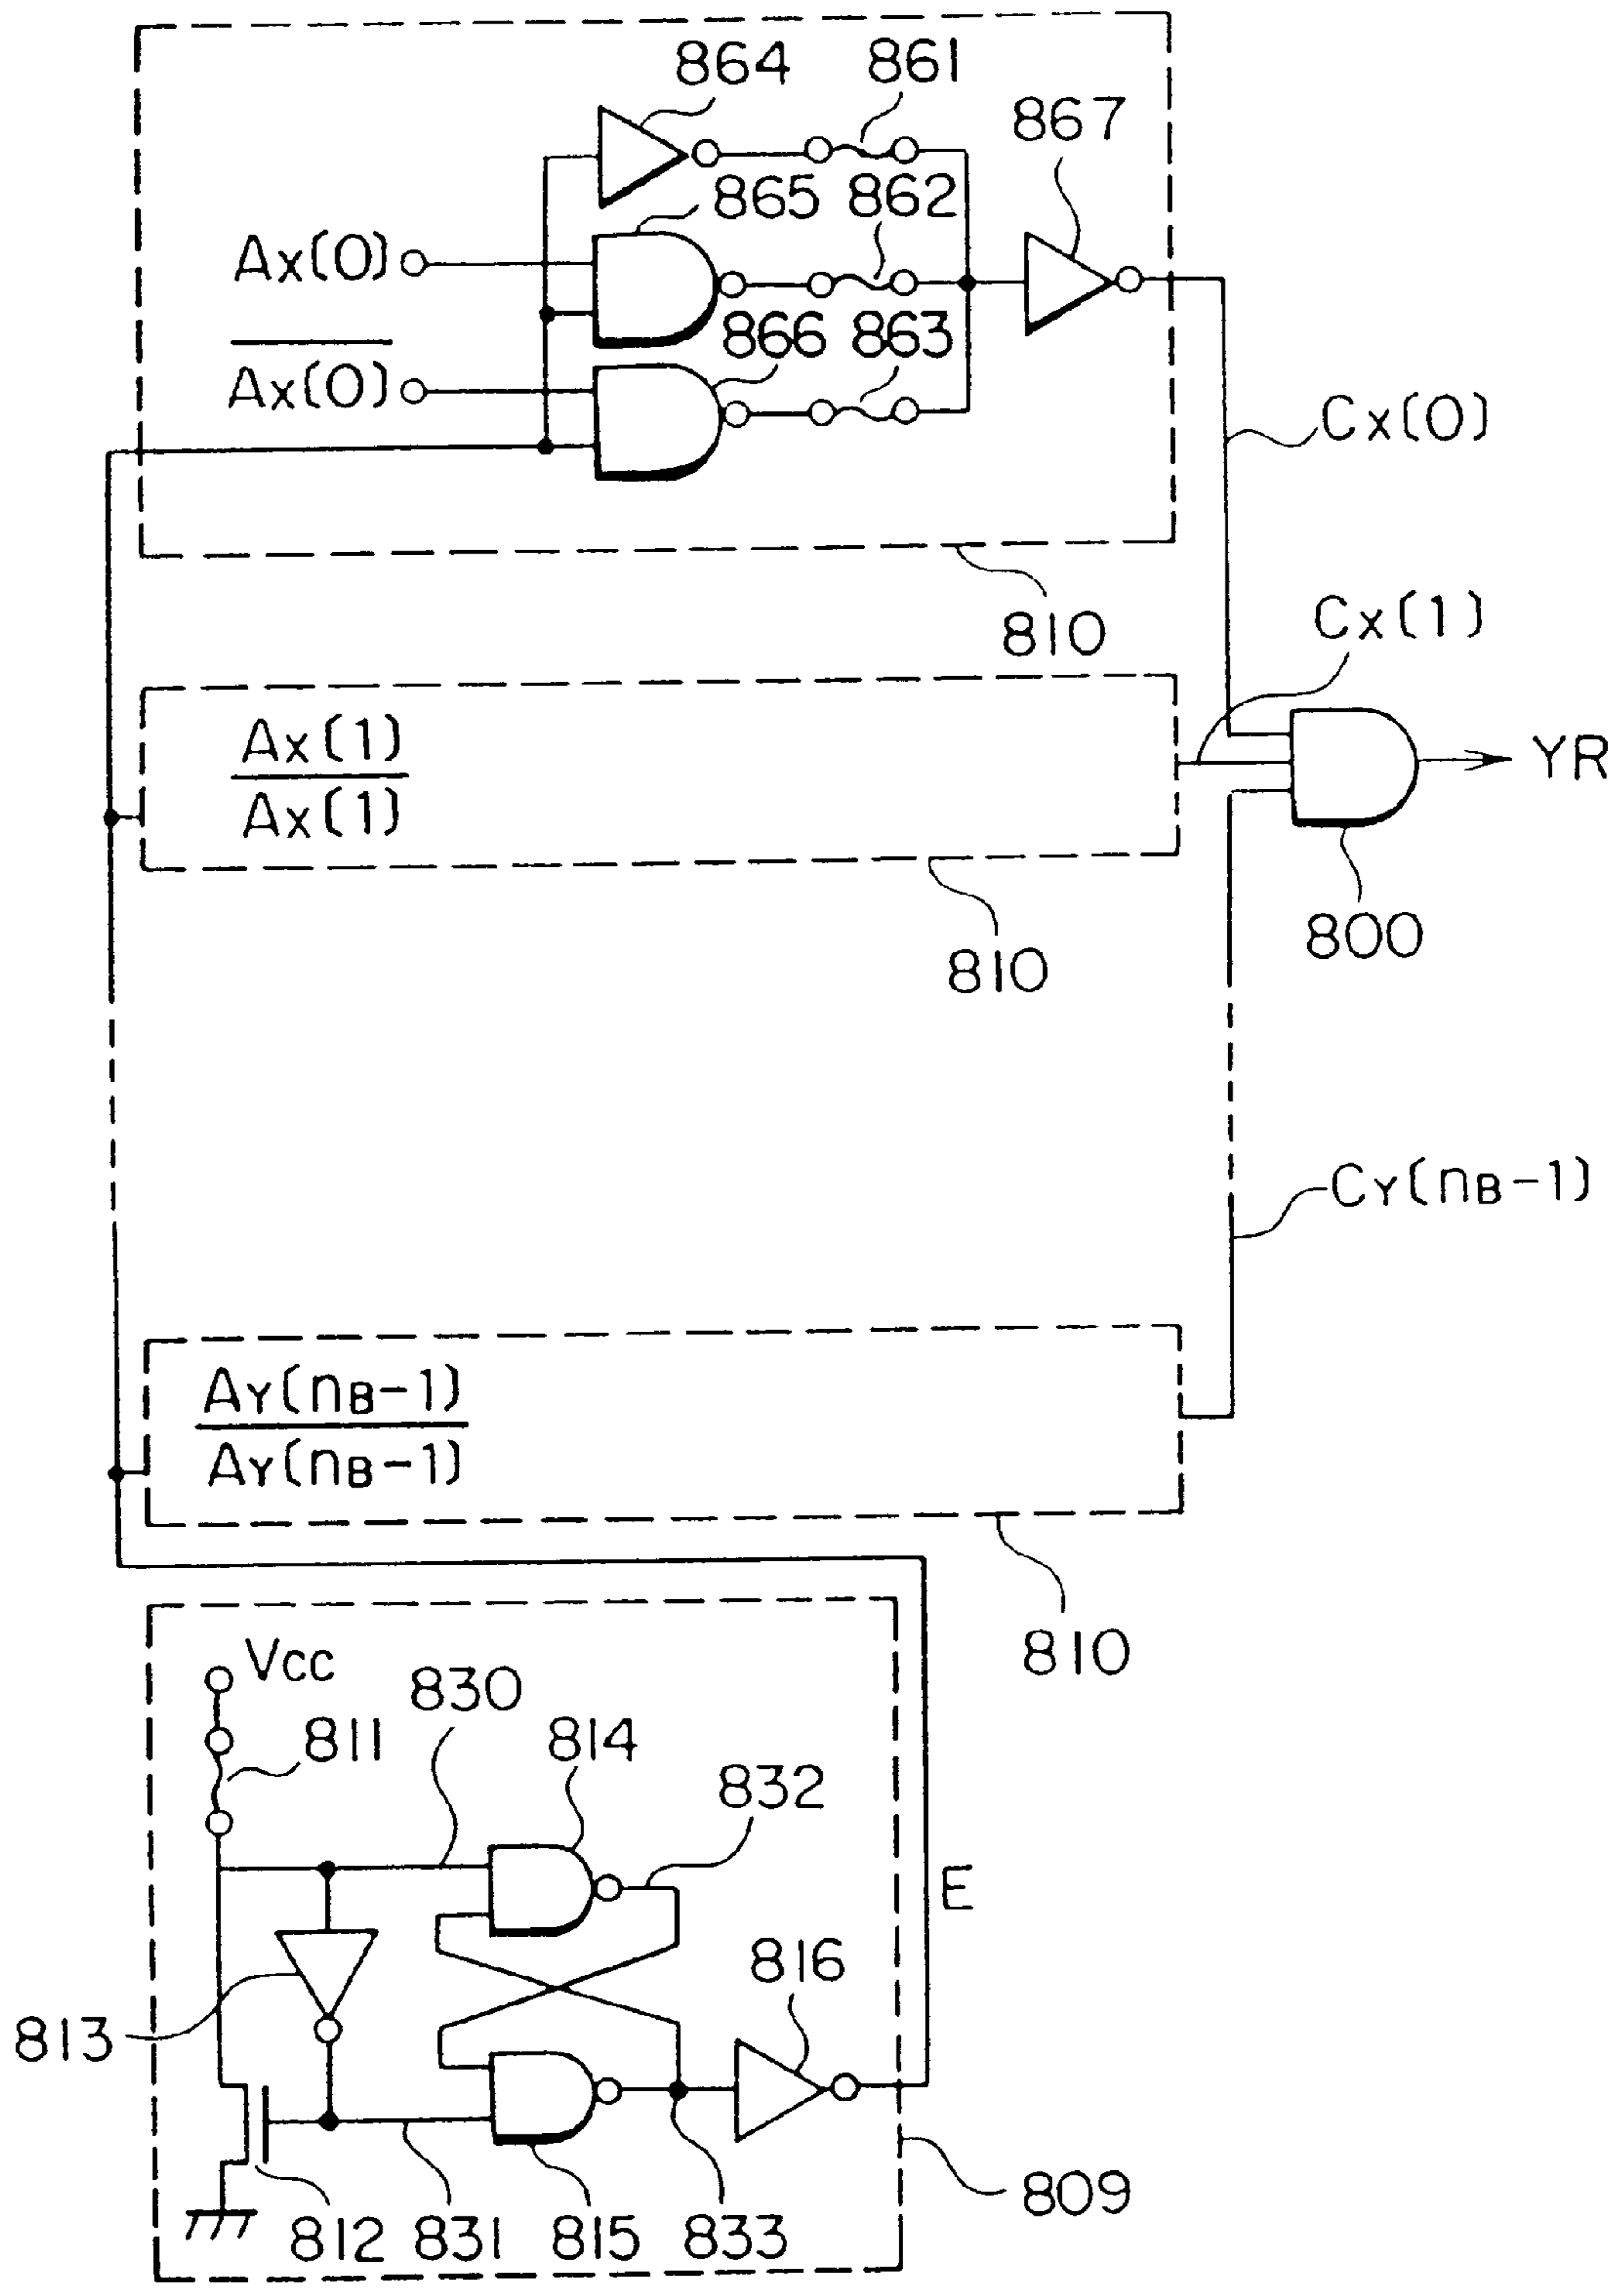 864
861
867
865
862
Ax(0)
866
863
Ax(0)
Cx(0)
810
Cx(1)
Ax(1)
Ax(1)
YR
800
810
CY(nB-1)
AY(nB-1)
AY(nB-1)
810
Vcc
830
811
814
832
E
816
813
809
812
831
815
833